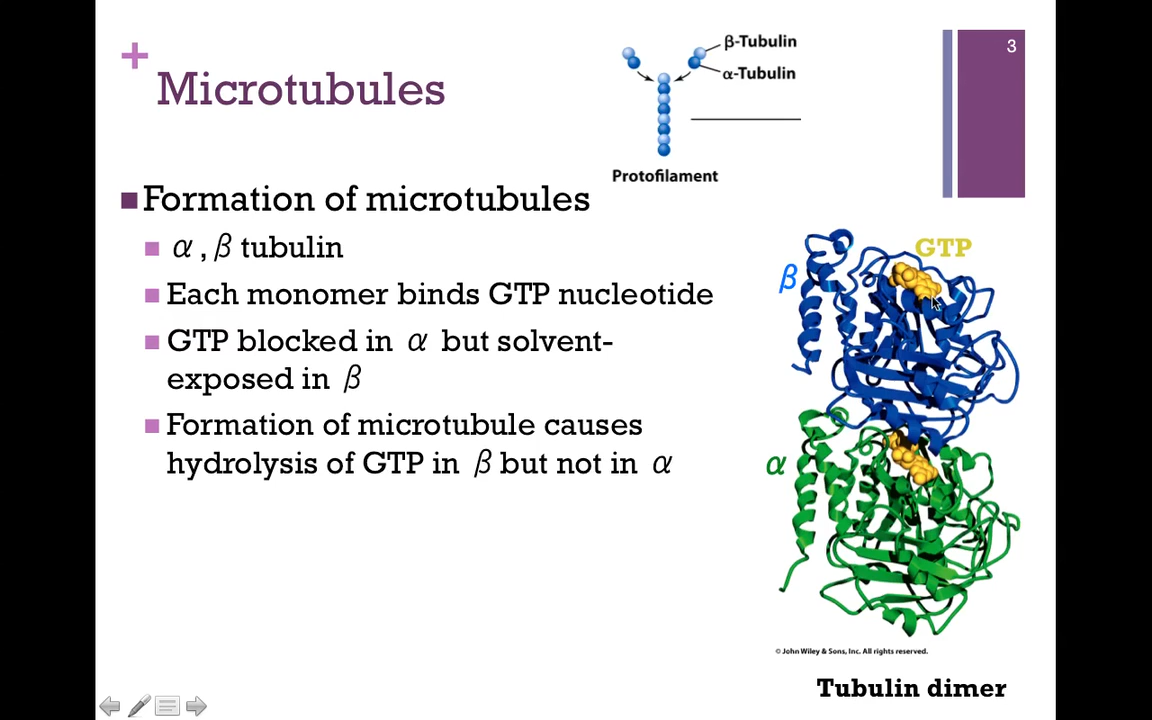 +
3
Microtubules
β-Tubulin
α-Tubulin
Protofilament
Formation of microtubules
α, β tubulin
Each monomer binds GTP nucleotide
GTP blocked in α but solvent-
exposed in β
Formation of microtubule causes
hydrolysis of GTP in β but not in α
GTP
β
α
© John Wiley & Sons, Inc. All rights reserved.
Tubulin dimer